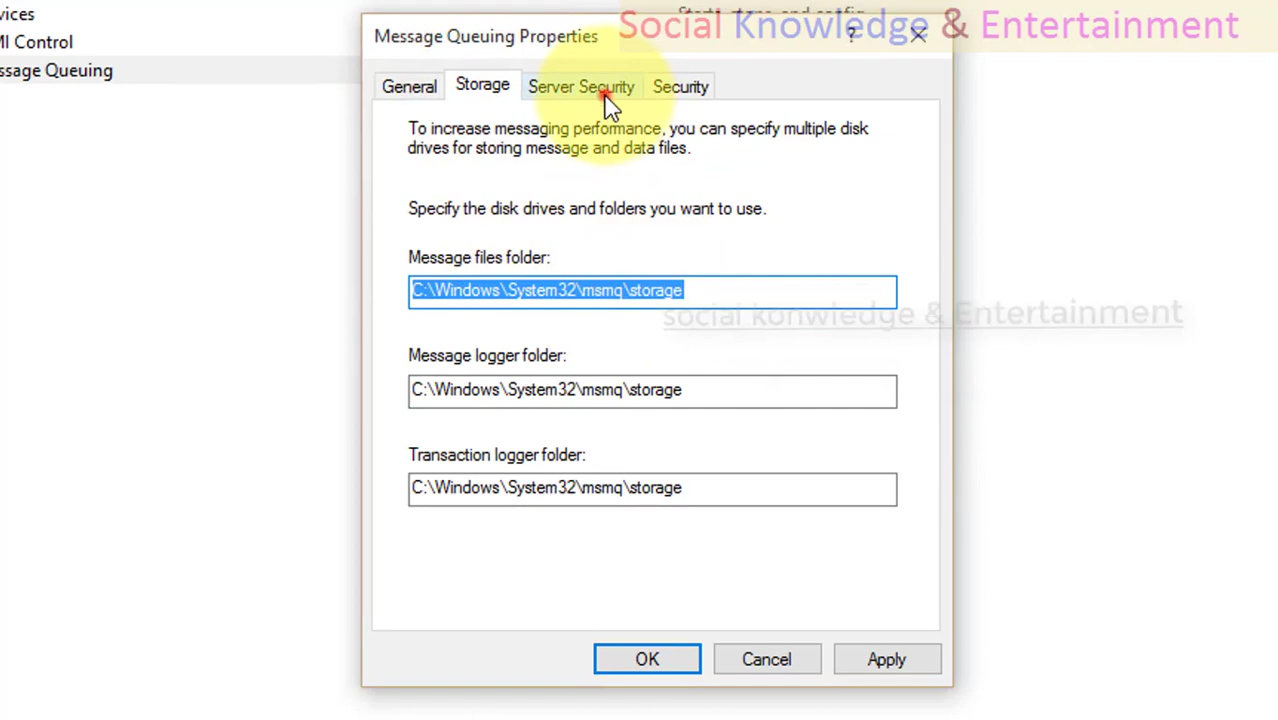 vices
MI Control
ssage Queuing
Social Knowledge & Entertainment
Message Queuing Properties
?
General
Storage
Server Security
Security
To increase messaging performance, you can specify multiple disk
drives for storing message and data files.
Specify the disk drives and folders you want to use.
Message files folder:
C:\Windows\System32\msmq\storage
social konwledge & Entertainment
Message logger folder:
C:\Windows\System32\msmq\storage
Transaction logger folder:
C:\Windows\System32\msmq\storage
OK
Cancel
Apply